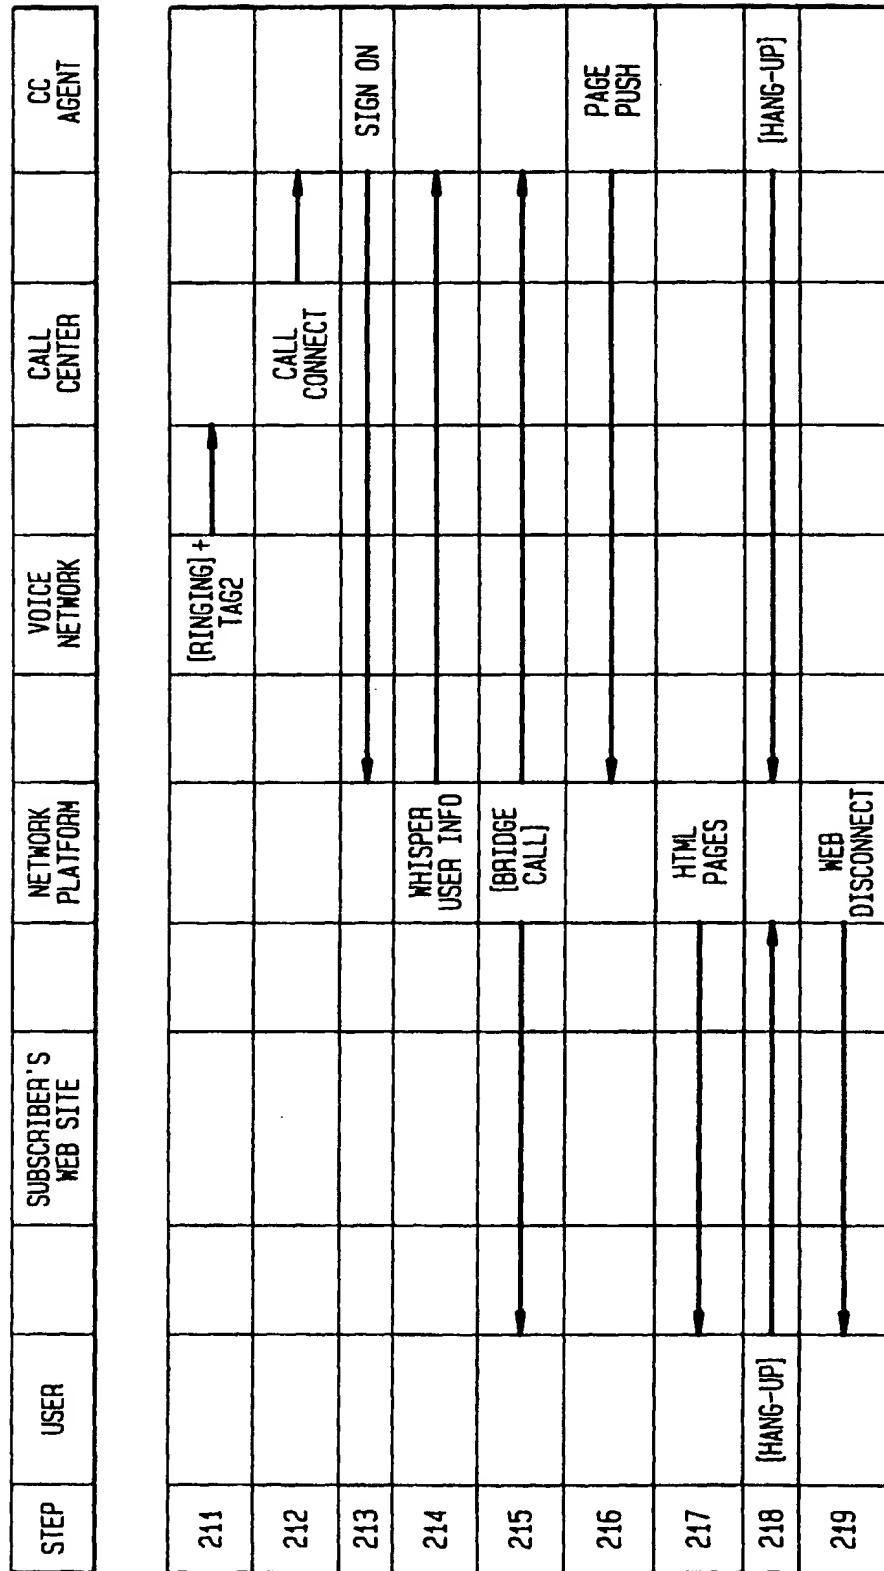 STEP
USER
SUBSCRIBER'S
WEB SITE
NETWORK
PLATFORM
VOICE
NETWORK
CALL
CENTER
CC
AGENT
211
[RINGING]+
TAG2
212
CALL
CONNECT
213
SIGN ON
214
WHISPER
USER INFO
215
[BRIDGE
CALL]
216
PAGE
PUSH
217
HTML
PAGES
218
[HANG-UP]
[HANG-UP]
219
WEB
DISCONNECT